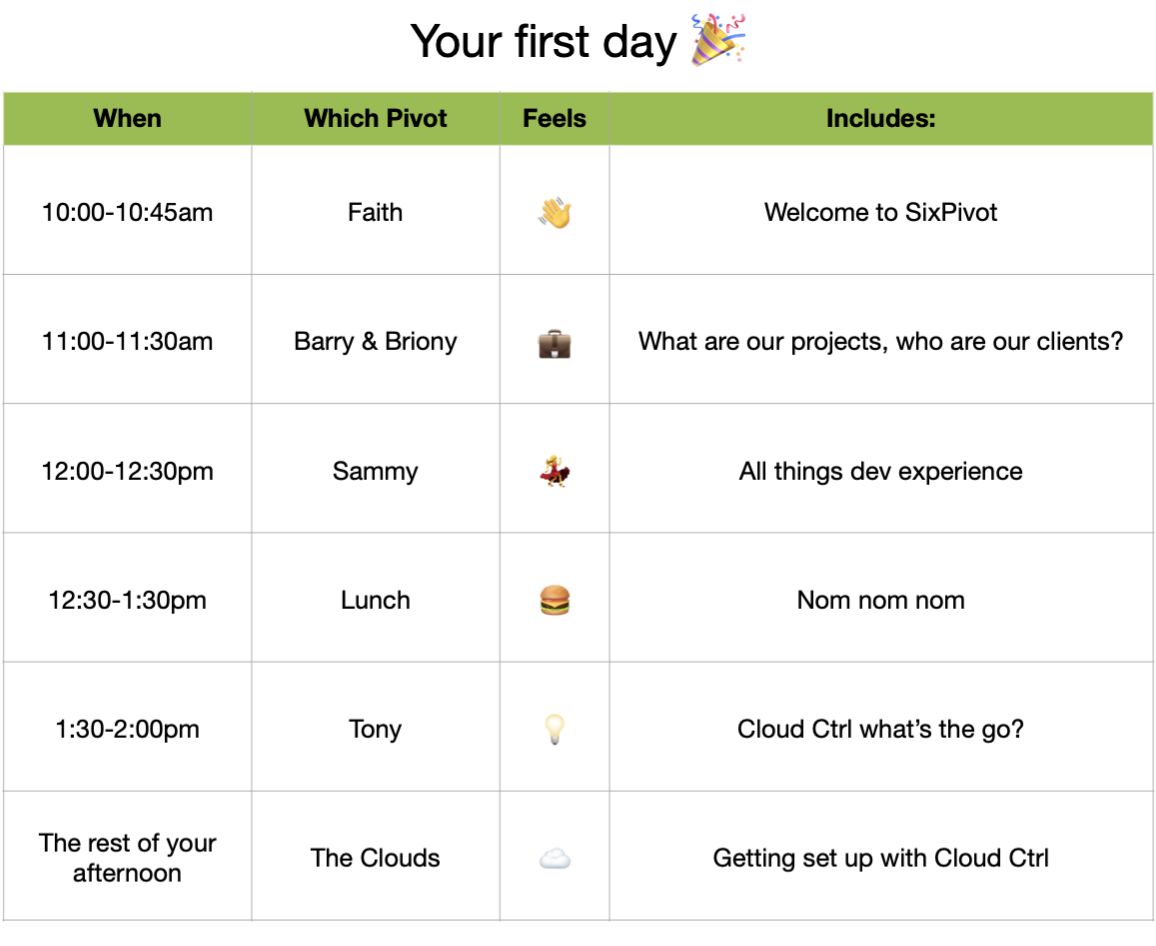 Your first day 🎉
When Which Pivot Feels Includes:
10:00-10:45am Faith 👋 Welcome to SixPivot
11:00-11:30am Barry & Briony 💼 What are our projects, who are our clients?
12:00-12:30pm Sammy 💃 All things dev experience
12:30-1:30pm Lunch 🍔 Nom nom nom
1:30-2:00pm Tony 💡 Cloud Ctrl what’s the go?
The rest of your
afternoon The Clouds ☁️ Getting set up with Cloud Ctrl